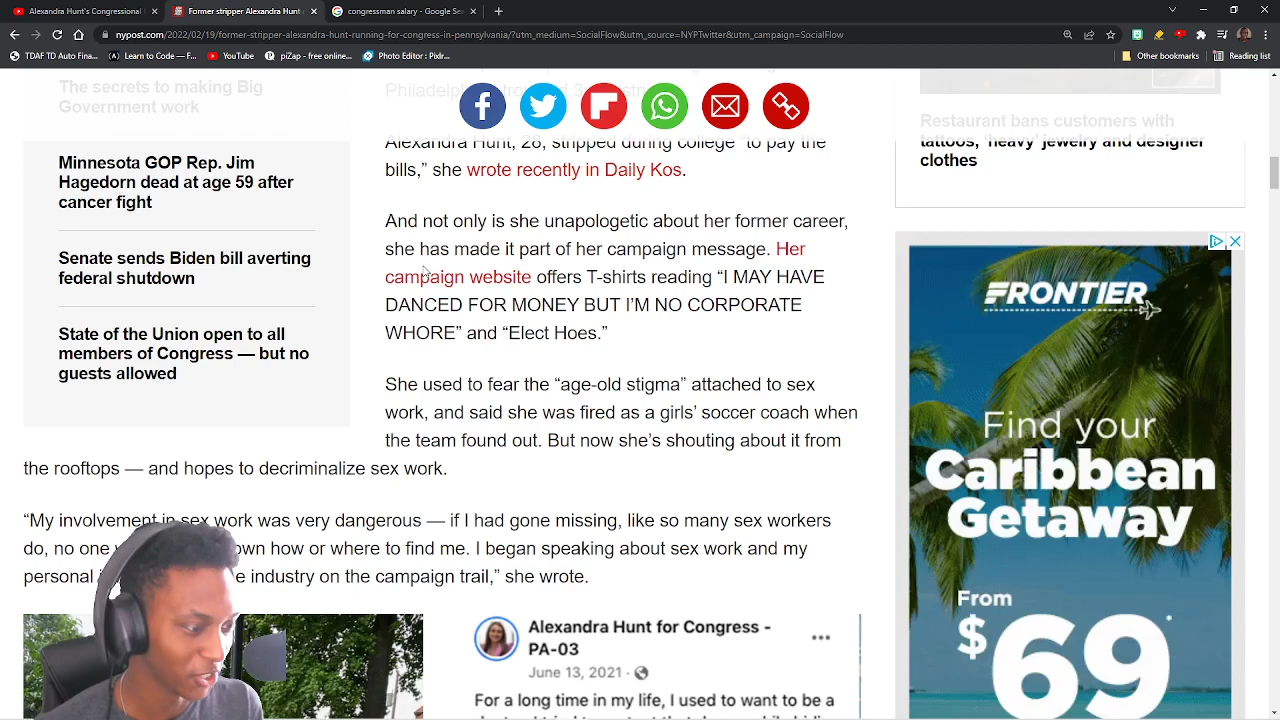 Alexandra Hunt's Congressional
Former stripper Alexandra Hunt
congressman salary - Google Se
nypost.com/2022/02/19/former-stripper-alexandra-hunt-running-for-congress-in-pennsylvania/?utm_medium=SocialFlow&utm_source=NYPTwitter&utm_campaign=SocialFlow
TDAF TD Auto Fin...
Learn to Code — F...
YouTube
piZap - free online...
Photo Editor : Pixlr...
Other bookmarks
Reading list
The secrets to making Big
Government work
Minnesota GOP Rep. Jim
Hagedorn dead at age 59 after
cancer fight
Senate sends Biden bill averting
federal shutdown
State of the Union open to all
members of Congress — but no
guests allowed
Alexandra Hunt, 29, stripped during college “to pay the
bills,” she wrote recently in Daily Kos.
And not only is she unapologetic about her former career,
she has made it part of her campaign message. Her
campaign website offers T-shirts reading “I MAY HAVE
DANCED FOR MONEY BUT I’M NO CORPORATE
WHORE” and “Elect Hoes.”
She used to fear the “age-old stigma” attached to sex
work, and said she was fired as a girls’ soccer coach when
the team found out. But now she’s shouting about it from
the rooftops — and hopes to decriminalize sex work.
“My involvement in sex work was very dangerous — if I had gone missing, like so many sex workers
do, no one own how or where to find me. I began speaking about sex work and my
personal e industry on the campaign trail,” she wrote.
Alexandra Hunt for Congress -
PA-03
June 13, 2021 ·
For a long time in my life, I used to want to be a
Restaurant bans customers with
tattoos, ‘heavy’ jewelry and designer
clothes
FRONTIER
Find your
Caribbean
Getaway
From
$69*